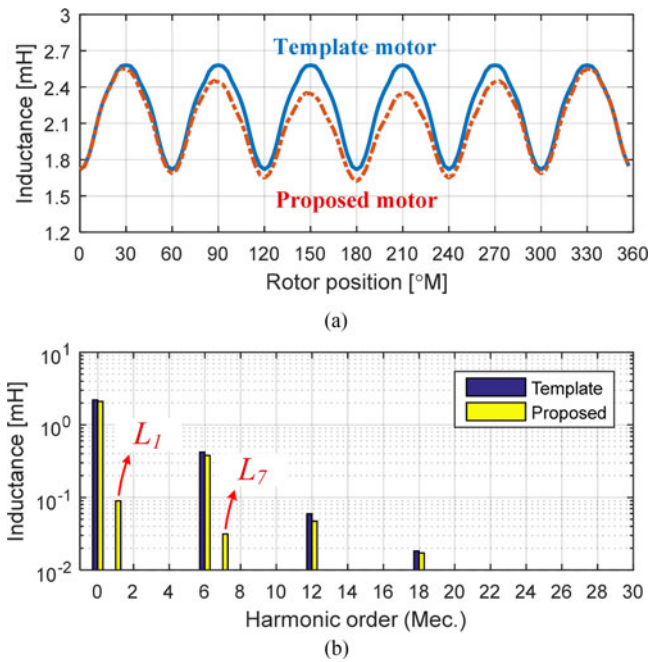 (a)
3
2.7
2.4
2.1
1.8
1.5
1.2
Inductance [mH]
Template motor
Proposed motor
0 30 60 90 120 150 180 210 240 270 300 330 360
Rotor position [°M]
(a)
10^1
10^0
10^-1
10^-2
Inductance [mH]
L_1
L_7
Template
Proposed
0 2 4 6 8 10 12 14 16 18 20 22 24 26 28 30
Harmonic order (Mec.)
(b)